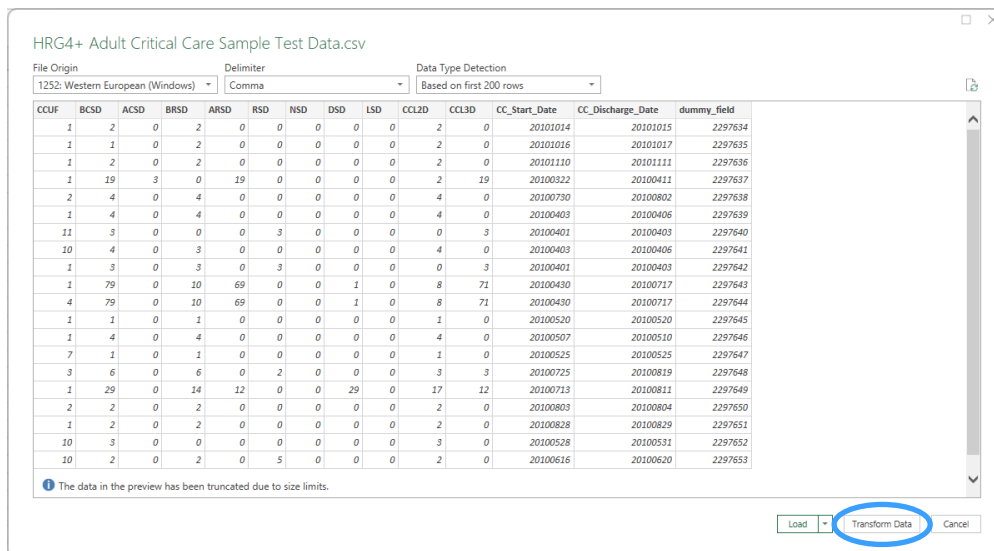 HRG4+ Adult Critical Care Sample Test Data.csv
File Origin Delimiter Data Type Detection
1252: Western European (Windows) Comma Based on first 200 rows
CCUF BCSD ACSD BRSD ARSD RSD NSD DSD LSD CCL2D CCL3D CC_Start_Date CC_Discharge_Date dummy_field
1 2 0 2 0 0 0 0 0 2 0 20101014 20101015 2297634
1 1 0 2 0 0 0 0 0 2 0 20101016 20101017 2297635
1 2 0 2 0 0 0 0 0 2 0 20101110 20101111 2297636
1 19 3 0 19 0 0 0 0 2 19 20100322 20100411 2297637
2 4 0 4 0 0 0 0 0 4 0 20100730 20100802 2297638
1 4 0 4 0 0 0 0 0 4 0 20100403 20100406 2297639
11 3 0 0 0 3 0 0 0 0 3 20100401 20100403 2297640
10 4 0 3 0 0 0 0 0 4 0 20100403 20100406 2297641
1 3 0 3 0 3 0 0 0 0 3 20100401 20100403 2297642
1 79 0 10 69 0 0 1 0 8 71 20100430 20100717 2297643
4 79 0 10 69 0 0 1 0 8 71 20100430 20100717 2297644
1 1 0 1 0 0 0 0 0 1 0 20100520 20100520 2297645
1 4 0 4 0 0 0 0 0 4 0 20100507 20100510 2297646
7 1 0 1 0 0 0 0 0 1 0 20100525 20100525 2297647
3 6 0 6 0 2 0 0 0 3 3 20100725 20100819 2297648
1 29 0 14 12 0 0 29 0 17 12 20100713 20100811 2297649
2 2 0 2 0 0 0 0 0 2 0 20100803 20100804 2297650
1 2 0 2 0 0 0 0 0 2 0 20100828 20100829 2297651
10 3 0 0 0 0 0 0 0 3 0 20100528 20100531 2297652
10 2 0 2 0 5 0 0 0 2 0 20100616 20100620 2297653
The data in the preview has been truncated due to size limits.
Load Transform Data Cancel